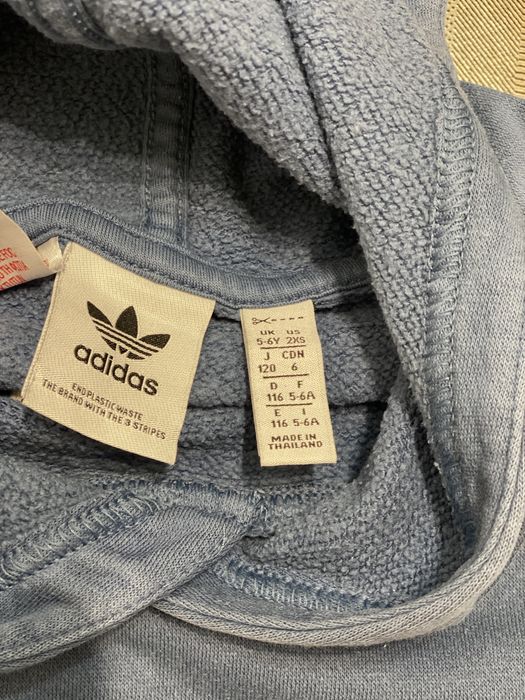 adidas
END PLASTIC WASTE
THE BRAND WITH THE 3 STRIPES
UK US
5-6Y 2XS
J CDN
120 6
D F
116 5-6A
E I
116 5-6A
MADE IN
THAILAND